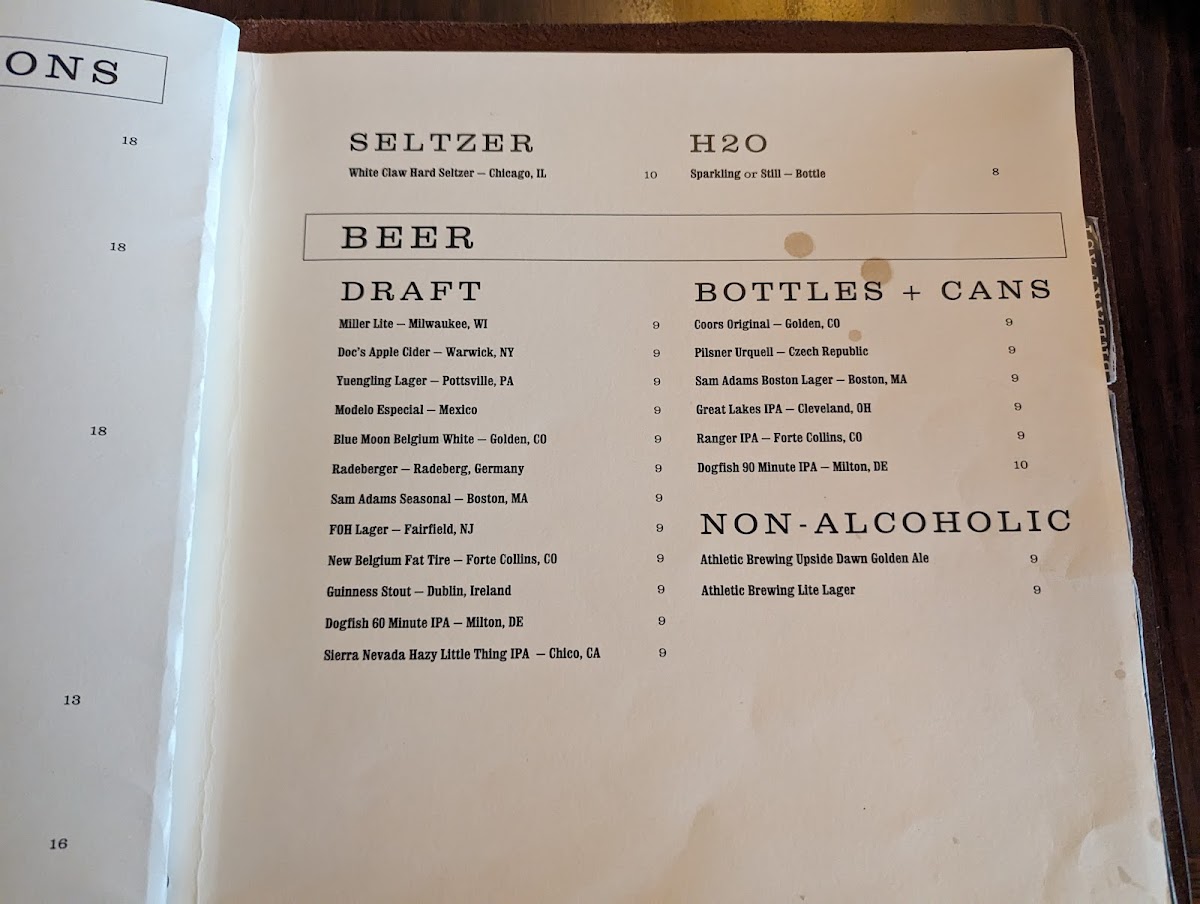 ONS
18
18
18
13
16
SELTZER
White Claw Hard Seltzer — Chicago, IL 10
H2O
Sparkling or Still — Bottle 8
BEER
DRAFT
Miller Lite — Milwaukee, WI 9
Doc's Apple Cider — Warwick, NY 9
Yuengling Lager — Pottsville, PA 9
Modelo Especial — Mexico 9
Blue Moon Belgium White — Golden, CO 9
Radeberger — Radeberg, Germany 9
Sam Adams Seasonal — Boston, MA 9
FOH Lager — Fairfield, NJ 9
New Belgium Fat Tire — Forte Collins, CO 9
Guinness Stout — Dublin, Ireland 9
Dogfish 60 Minute IPA — Milton, DE 9
Sierra Nevada Hazy Little Thing IPA — Chico, CA 9
BOTTLES + CANS
Coors Original — Golden, CO 9
Pilsner Urquell — Czech Republic 9
Sam Adams Boston Lager — Boston, MA 9
Great Lakes IPA — Cleveland, OH 9
Ranger IPA — Forte Collins, CO 9
Dogfish 90 Minute IPA — Milton, DE 10
NON-ALCOHOLIC
Athletic Brewing Upside Dawn Golden Ale 9
Athletic Brewing Lite Lager 9